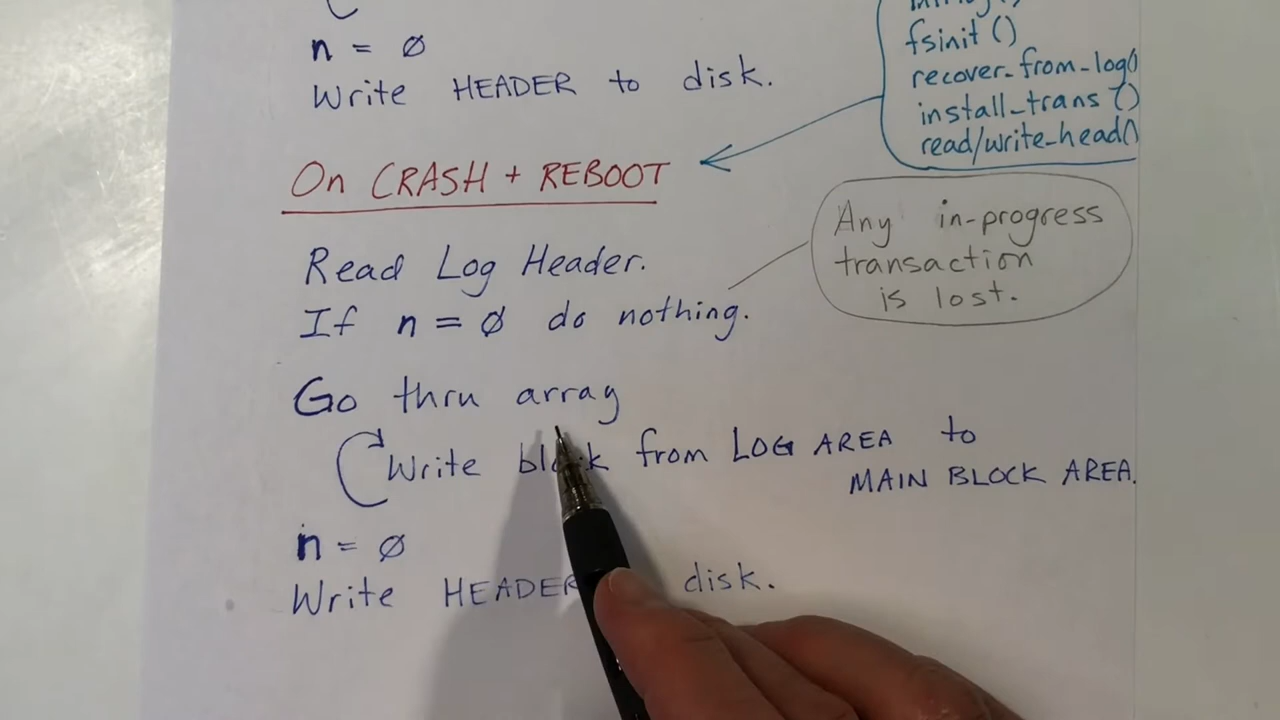 n = ∅
Write HEADER to disk.
fsinit ()
recover_from_log()
install_trans ()
read/write_head()
On CRASH + REBOOT
Any in-progress
transaction
is lost.
Read Log Header.
If n = ∅ do nothing.
Go thru array
Write block from LOG AREA to
MAIN BLOCK AREA.
n = ∅
Write HEADER disk.